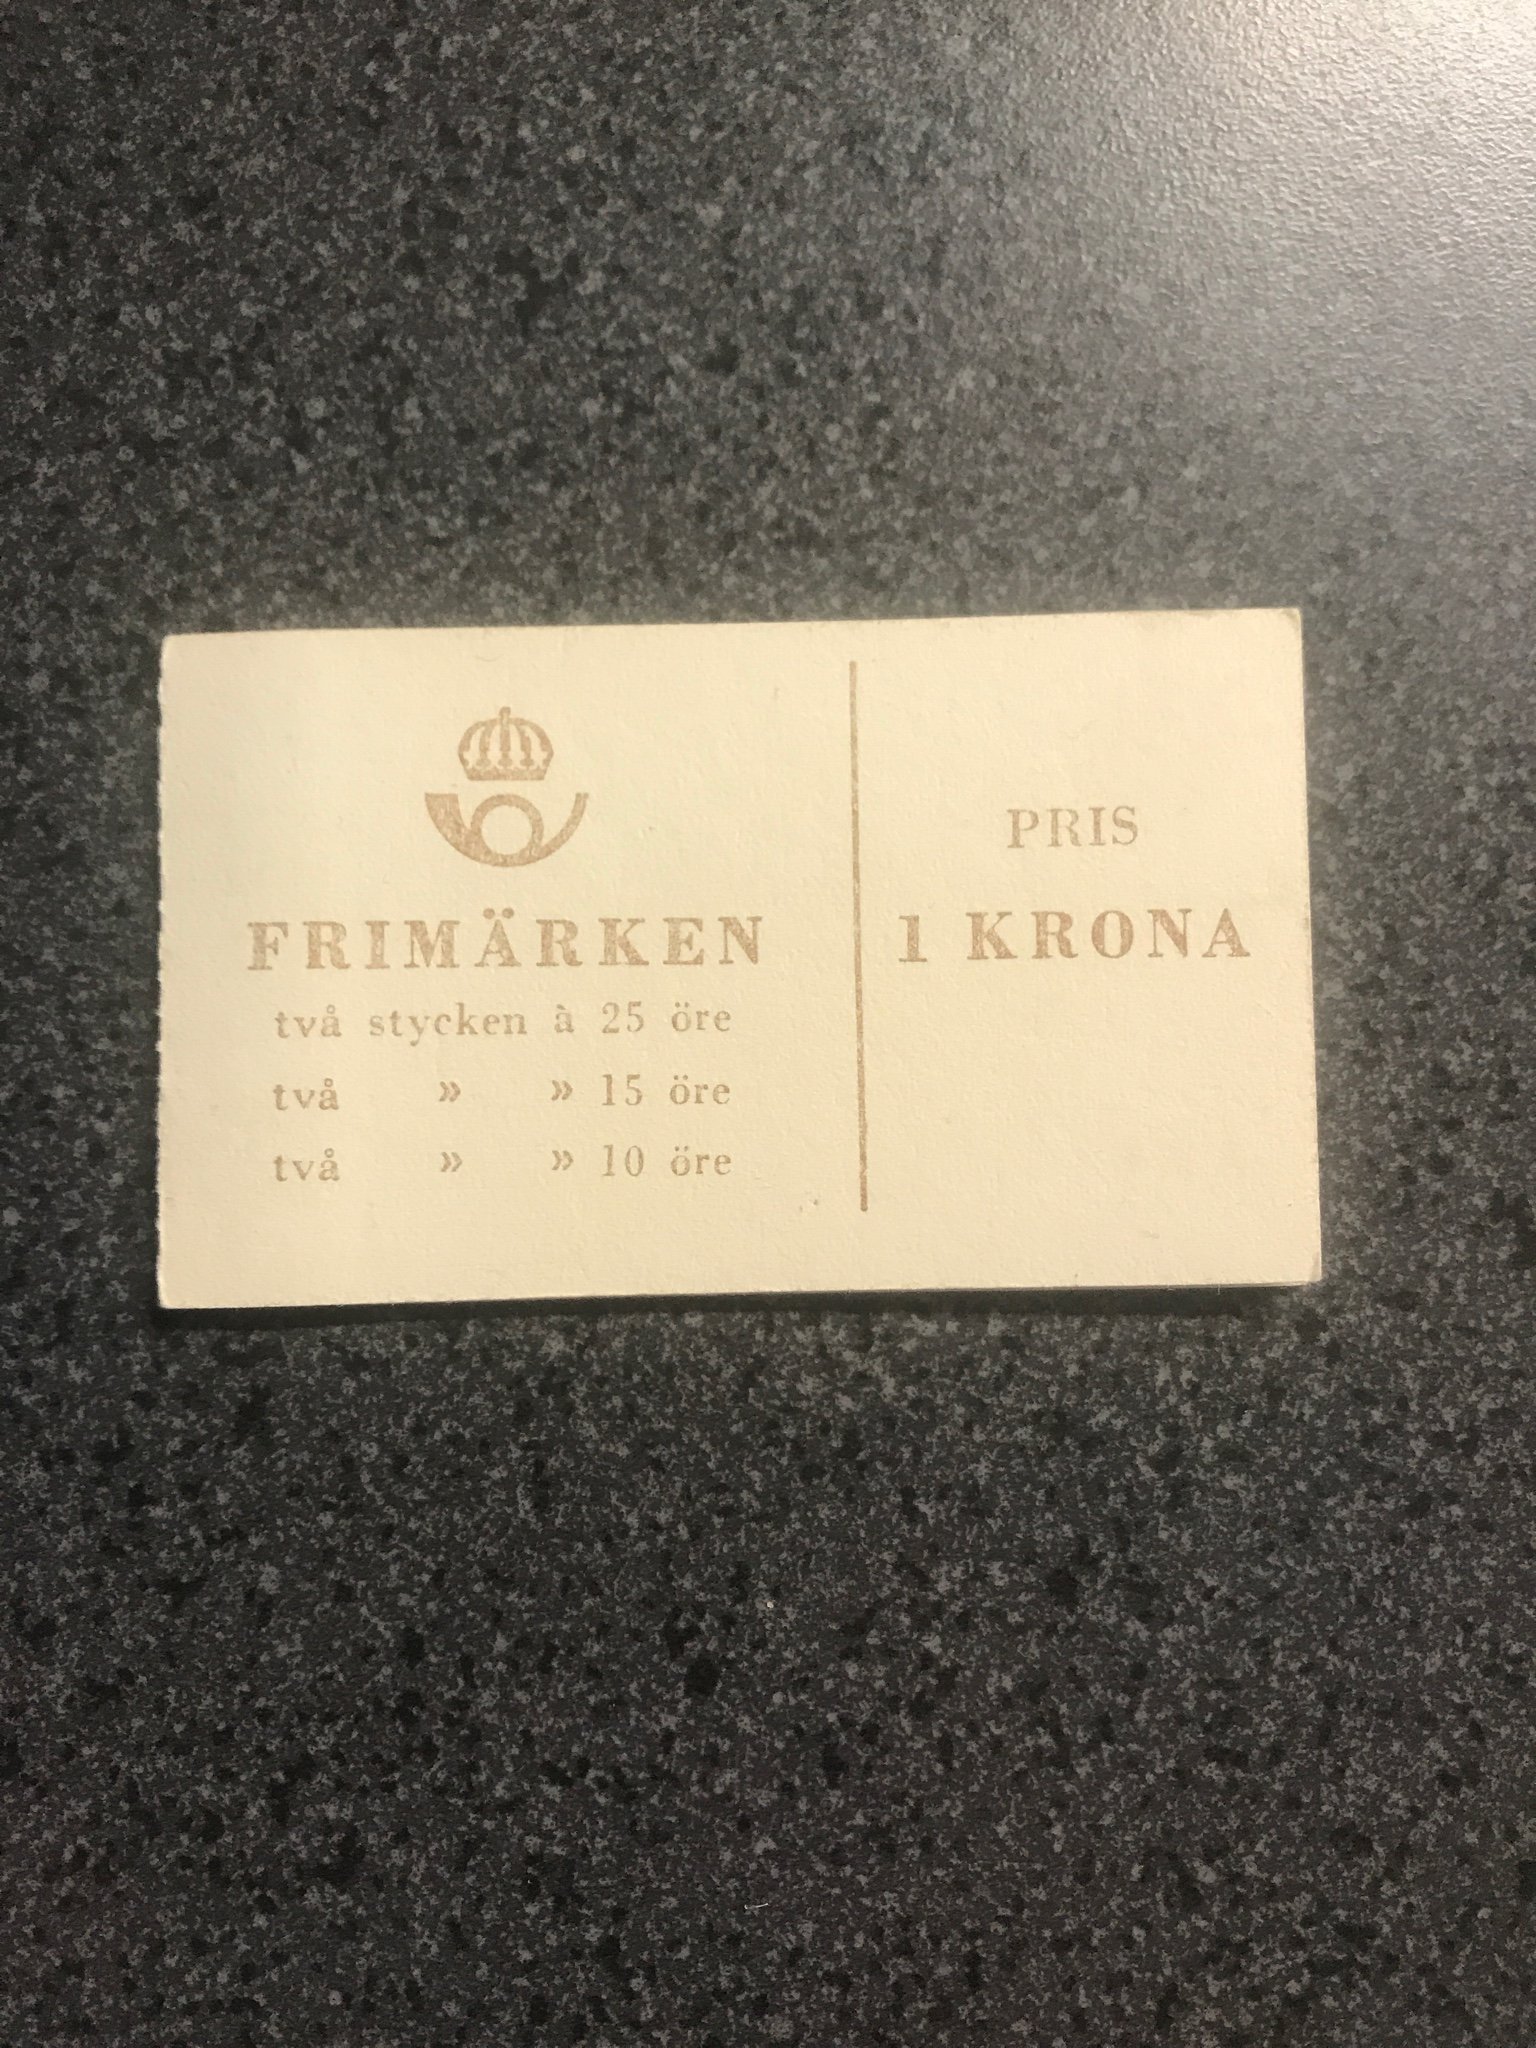 FRIMÄRKEN
två stycken à 25 öre
två » » 15 öre
två » » 10 öre
PRIS
1 KRONA